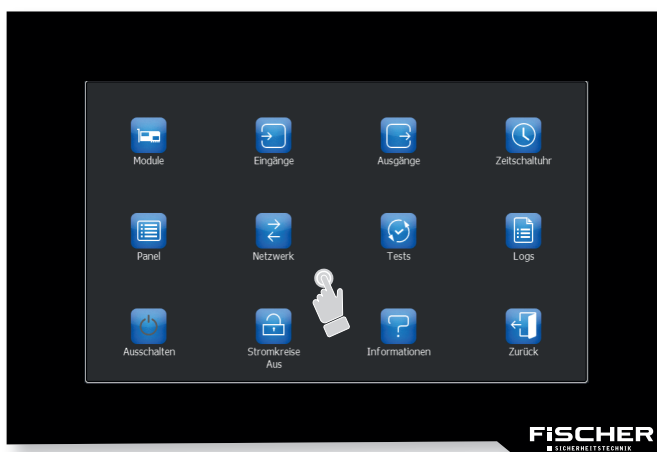 Module
Eingänge
Ausgänge
Zeitschaltuhr
Panel
Netzwerk
Tests
Logs
Ausschalten
Stromkreise
Aus
Informationen
Zurück
FiSCHER
SICHERHEITSTECHNIK